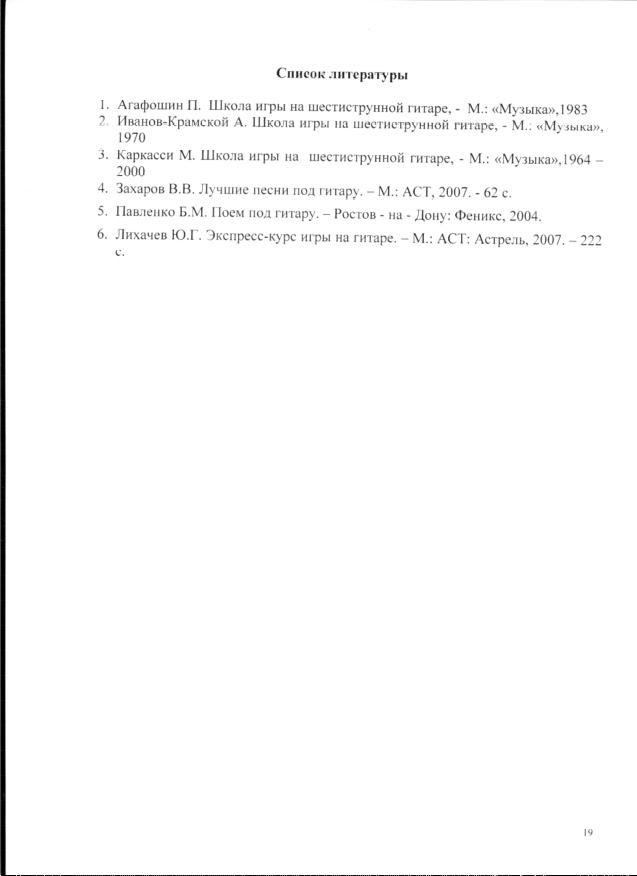 Список литературы
1. Агафошин П. Школа игры на шестиструнной гитаре, - М.: «Музыка»,1983
2. Иванов-Крамской А. Школа игры на шестиструнной гитаре, - М.: «Музыка»,
1970
3. Каркасси М. Школа игры на шестиструнной гитаре, - М.: «Музыка»,1964 –
2000
4. Захаров В.В. Лучшие песни под гитару. – М.: АСТ, 2007. - 62 с.
5. Павленко Б.М. Поем под гитару. – Ростов - на - Дону: Феникс, 2004.
6. Лихачев Ю.Г. Экспресс-курс игры на гитаре. – М.: АСТ: Астрель, 2007. – 222
с.
19